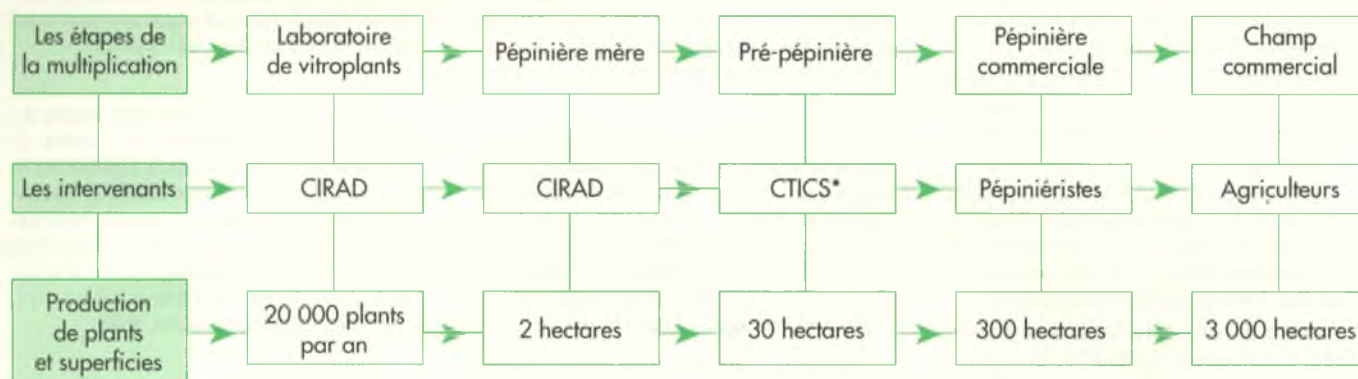 Les étapes de
la multiplication
Laboratoire
de vitroplants
Pépinière mère
Pré-pépinière
Pépinière
commerciale
Champ
commercial
Les intervenants
CIRAD
CIRAD
CTICS*
Pépiniéristes
Agriculteurs
Production
de plants
et superficies
20 000 plants
par an
2 hectares
30 hectares
300 hectares
3 000 hectares